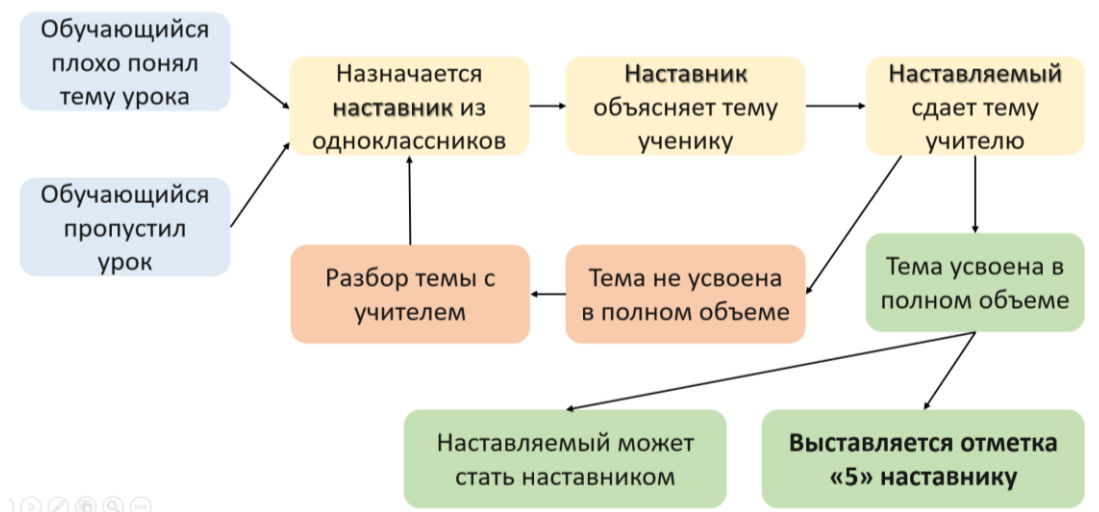 Обучающийся
плохо понял
тему урока
Назначается
наставник из
одноклассников
Наставник
объясняет тему
ученику
Наставляемый
сдает тему
учителю
Обучающийся
пропустил
урок
Разбор темы с
учителем
Тема не усвоена
в полном объеме
Тема усвоена в
полном объеме
Наставляемый может
стать наставником
Выставляется отметка
«5» наставнику